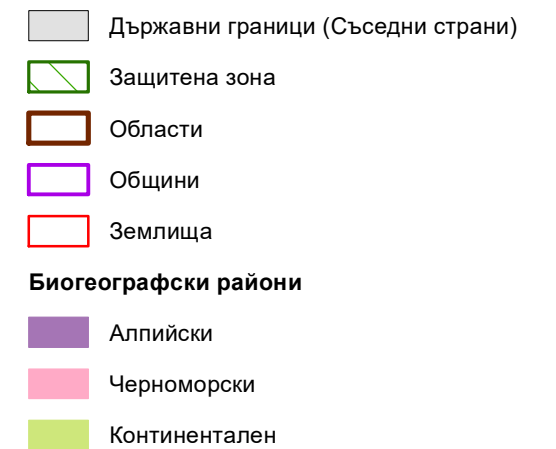 Държавни граници (Съседни страни)
Защитена зона
Области
Общини
Землища
Биогеографски райони
Алпийски
Черноморски
Континентален